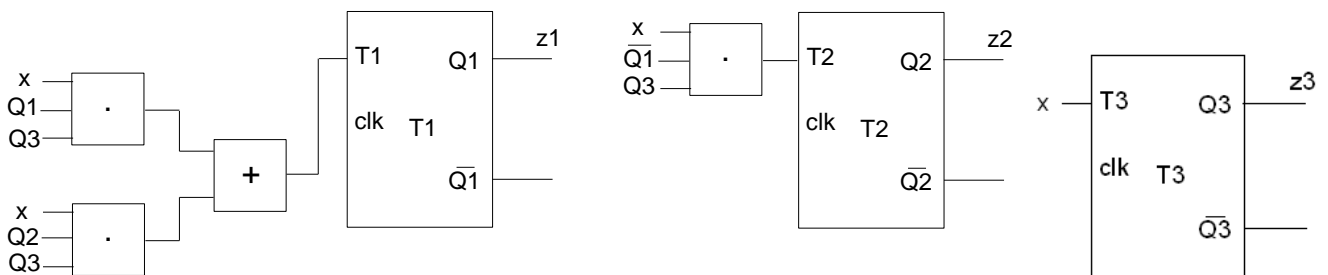 x
Q1
Q3
·
x
Q2
Q3
·
+
T1
Q1
z1
clk
T1
Q̅1̅
x
Q̅1̅
Q3
·
T2
Q2
z2
clk
T2
Q̅2̅
x
T3
Q3
z3
clk
T3
Q̅3̅